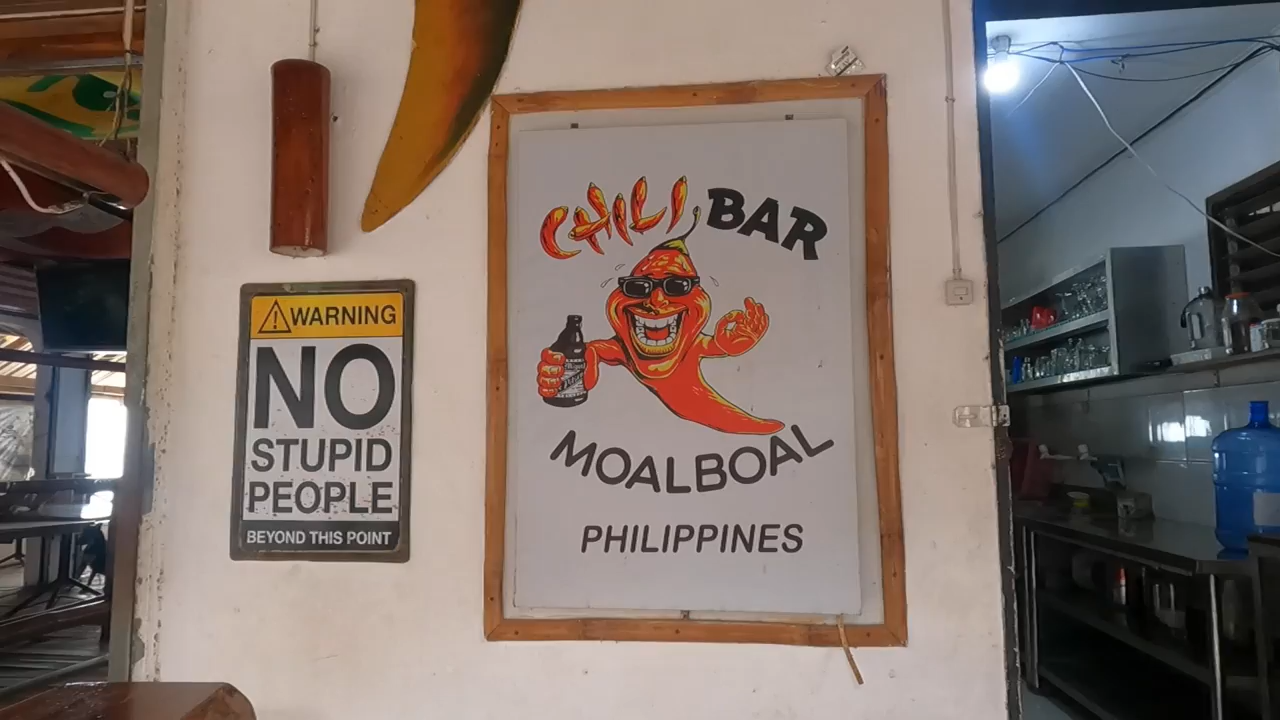 WARNING
NO
STUPID
PEOPLE
BEYOND THIS POINT
CHILI BAR
MOALBOAL
PHILIPPINES